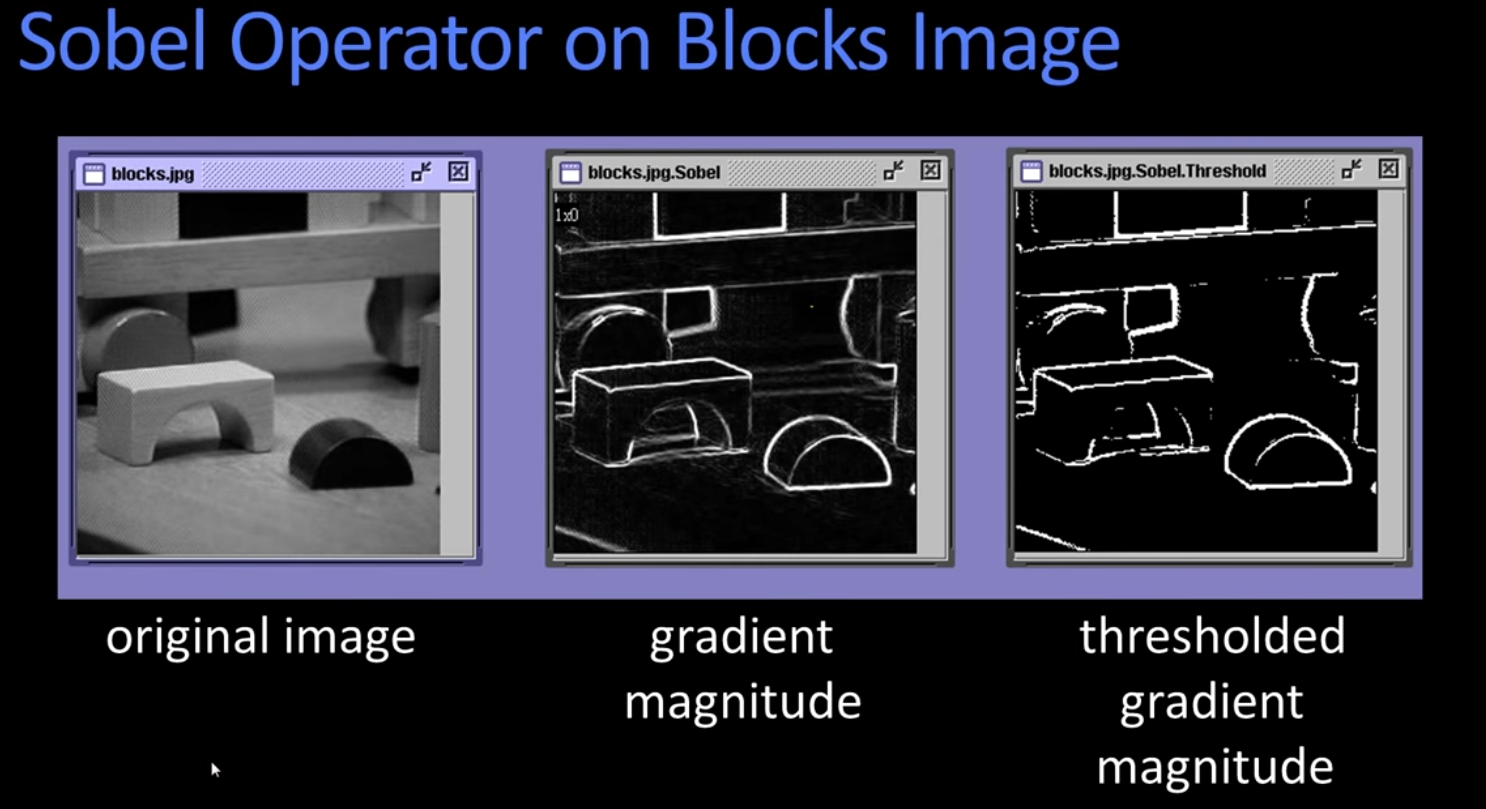 Sobel Operator on Blocks Image
blocks.jpg
blocks.jpg.Sobel
blocks.jpg.Sobel.Threshold
1x0
original image
gradient
magnitude
thresholded
gradient
magnitude